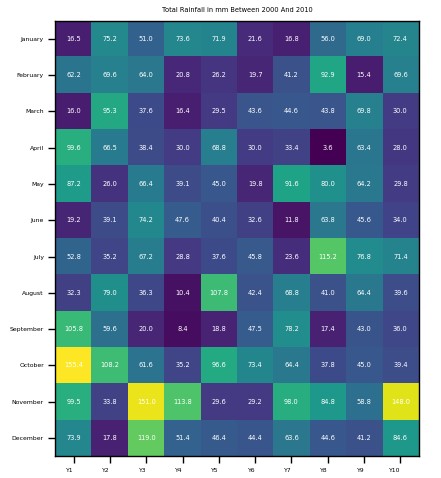 Total Rainfall in mm Between 2000 And 2010
January 16.5 75.2 51.0 73.6 71.9 21.6 16.8 56.0 69.0 72.4
February 62.2 69.6 64.0 20.8 26.2 19.7 41.2 92.9 15.4 69.6
March 16.0 95.3 37.6 16.4 29.5 43.6 44.6 43.8 69.8 30.0
April 99.6 66.5 38.4 30.0 68.8 30.0 33.4 3.6 63.4 28.0
May 87.2 26.0 66.4 39.1 45.0 19.8 91.6 80.0 64.2 29.8
June 19.2 39.1 74.2 47.6 40.4 32.6 11.8 63.8 45.6 34.0
July 52.8 35.2 67.2 28.8 37.6 45.8 23.6 115.2 76.8 71.4
August 32.3 79.0 36.3 10.4 107.8 42.4 68.8 41.0 64.4 39.6
September 105.8 59.6 20.0 8.4 18.8 47.5 78.2 17.4 43.0 36.0
October 155.4 108.2 61.6 35.2 96.6 73.4 64.4 37.8 45.0 39.4
November 99.5 33.8 151.0 113.8 29.6 29.2 98.0 84.8 58.8 148.0
December 73.9 17.8 119.0 51.4 46.4 44.4 63.6 44.6 41.2 84.6
Y1 Y2 Y3 Y4 Y5 Y6 Y7 Y8 Y9 Y10